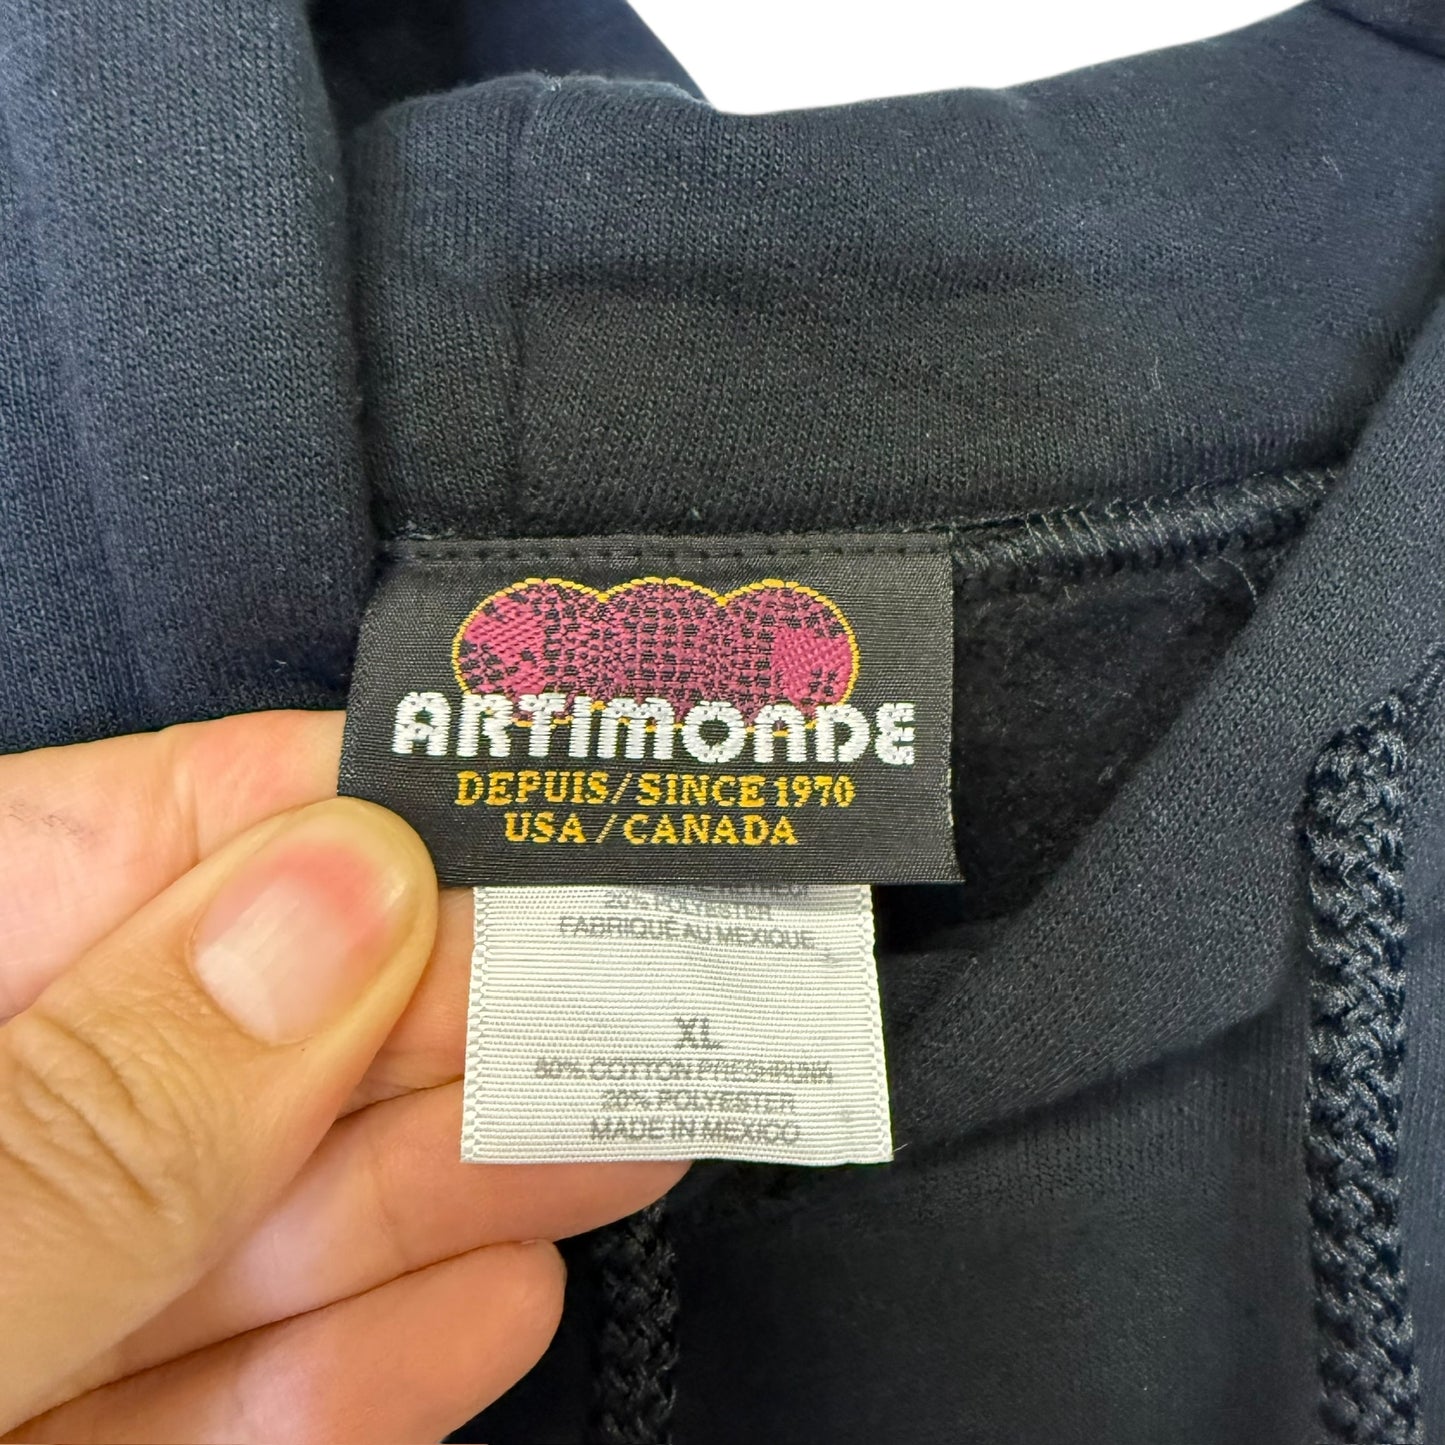 ARTIMONDE
DEPUIS/SINCE 1970
USA/CANADA
20% POLYESTER
FABRIQUE AU MEXIQUE
XL
80% COTTON PRESHRUNK
20% POLYESTER
MADE IN MEXICO